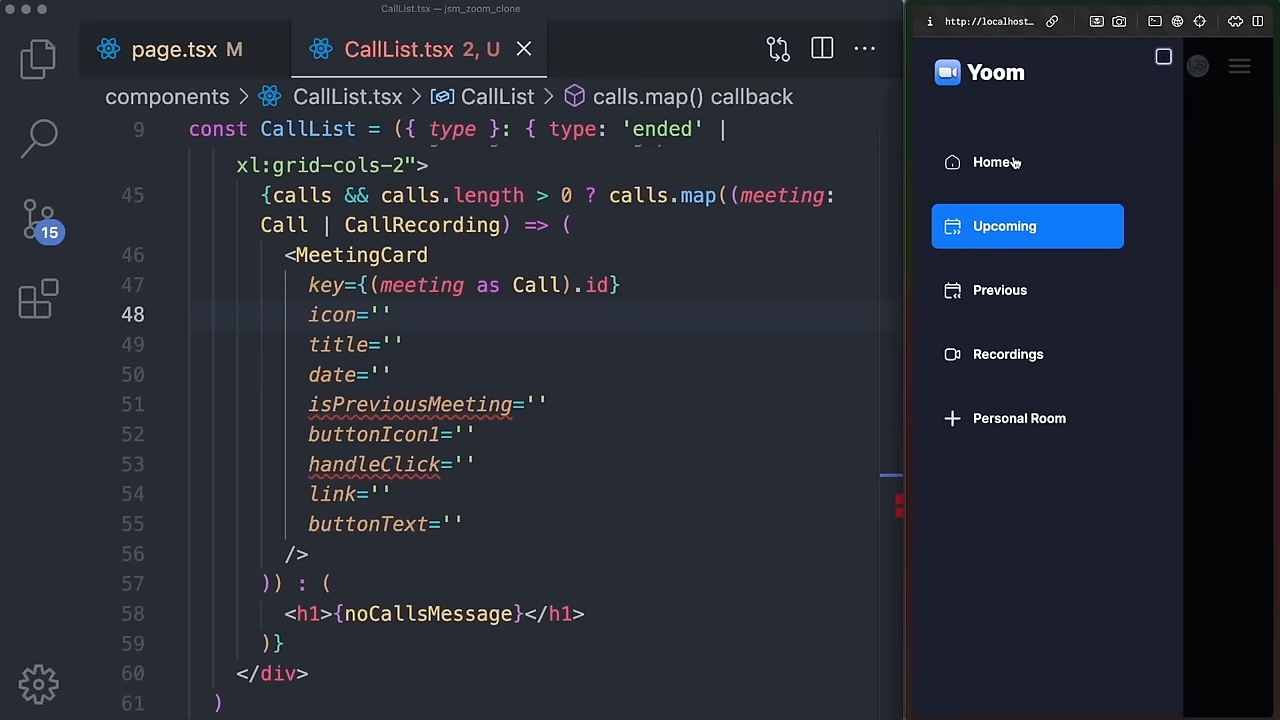 CallList.tsx — jsm_zoom_clone
page.tsx M
CallList.tsx 2, U
components > CallList.tsx > CallList > calls.map() callback
9 const CallList = ({ type }: { type: 'ended' |
xl:grid-cols-2">
45 {calls && calls.length > 0 ? calls.map((meeting:
Call | CallRecording) => (
46 <MeetingCard
47 key={(meeting as Call).id}
48 icon=''
49 title=''
50 date=''
51 isPreviousMeeting=''
52 buttonIcon1=''
53 handleClick=''
54 link=''
55 buttonText=''
56 />
57 )) : (
58 <h1>{noCallsMessage}</h1>
59 )}
60 </div>
61 )
15
http://localhost...
Yoom
Home
Upcoming
Previous
Recordings
Personal Room